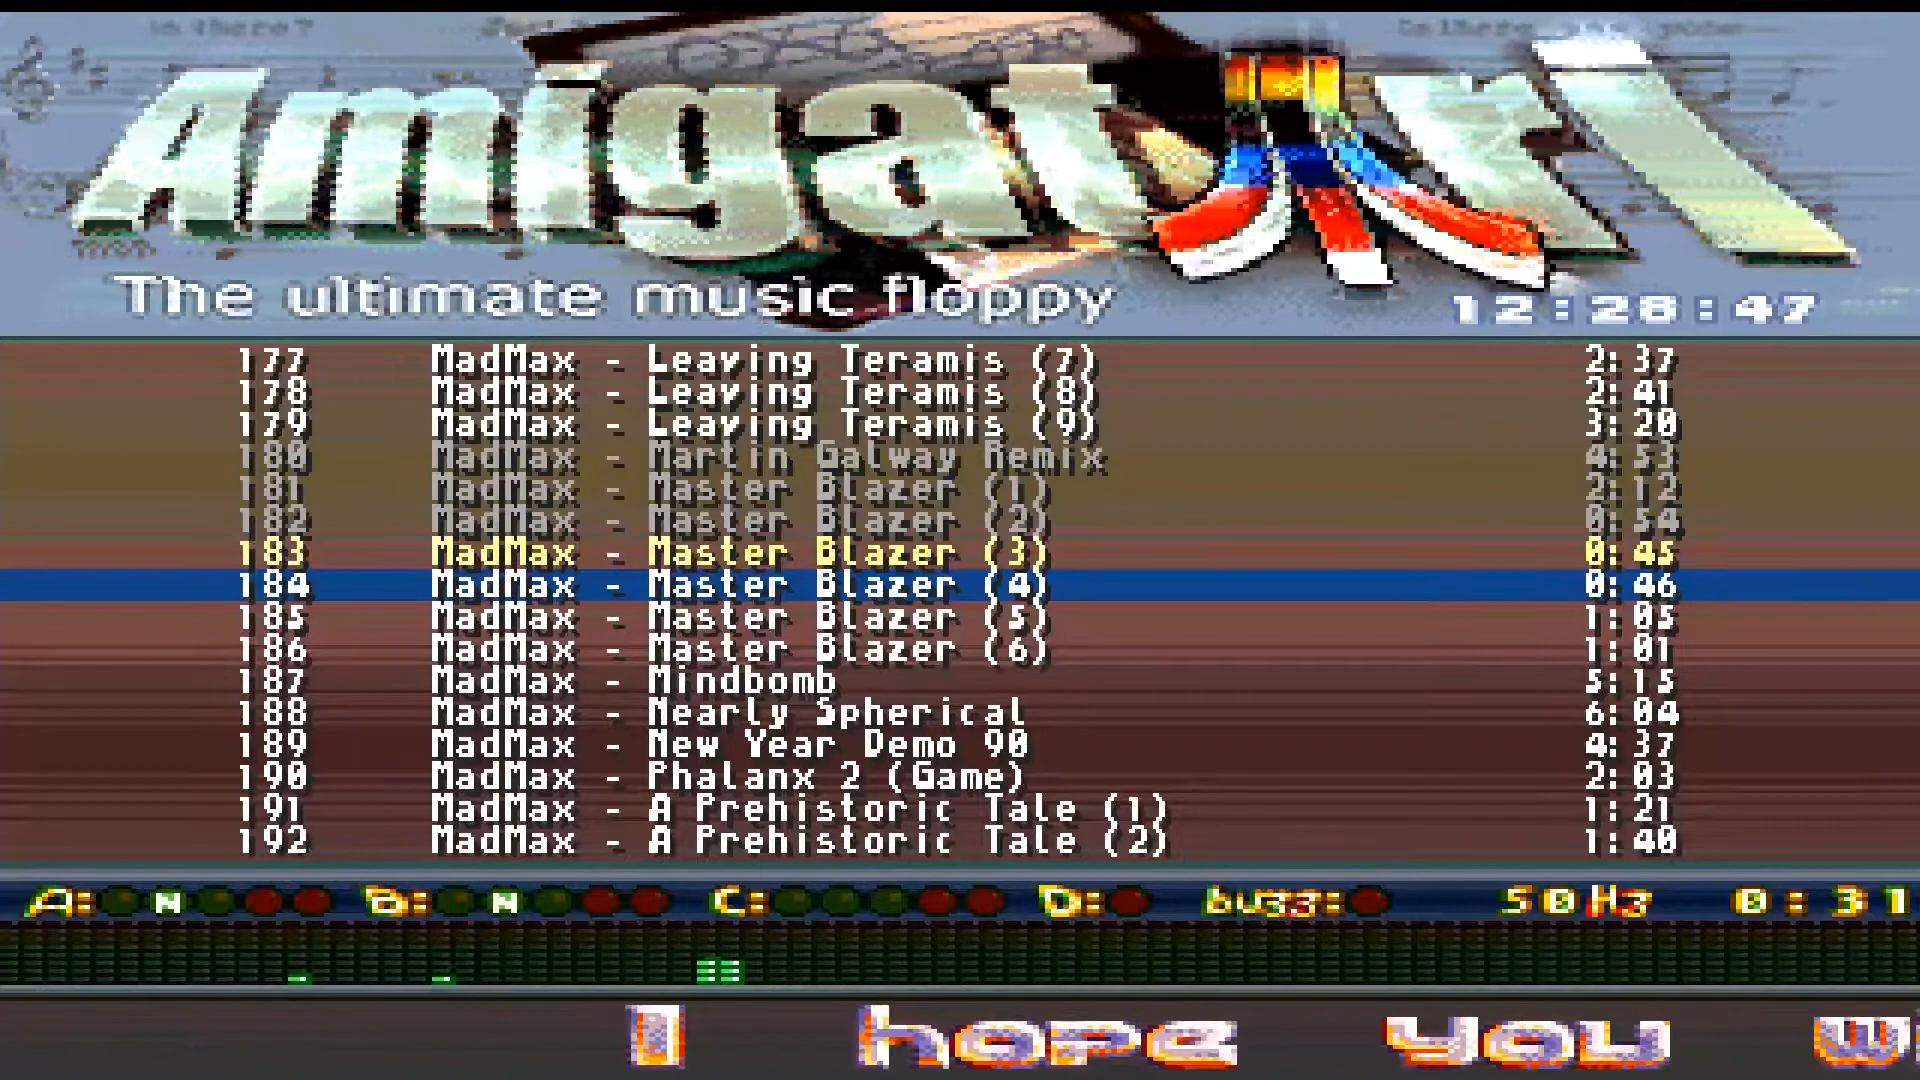 Amigatari
The ultimate music floppy
12:28:47
177 MadMax - Leaving Teramis (7) 2:37
178 MadMax - Leaving Teramis (8) 2:41
179 MadMax - Leaving Teramis (9) 3:20
180 MadMax - Martin Galway Remix 4:53
181 MadMax - Master Blazer (1) 2:12
182 MadMax - Master Blazer (2) 0:54
183 MadMax - Master Blazer (3) 0:45
184 MadMax - Master Blazer (4) 0:46
185 MadMax - Master Blazer (5) 1:05
186 MadMax - Master Blazer (6) 1:01
187 MadMax - Mindbomb 5:15
188 MadMax - Nearly Spherical 6:04
189 MadMax - New Year Demo 90 4:37
190 MadMax - Phalanx 2 (Game) 2:03
191 MadMax - A Prehistoric Tale (1) 1:21
192 MadMax - A Prehistoric Tale (2) 1:40
A: N B: N C: D: buzz: 50Hz 0:31
I hope you